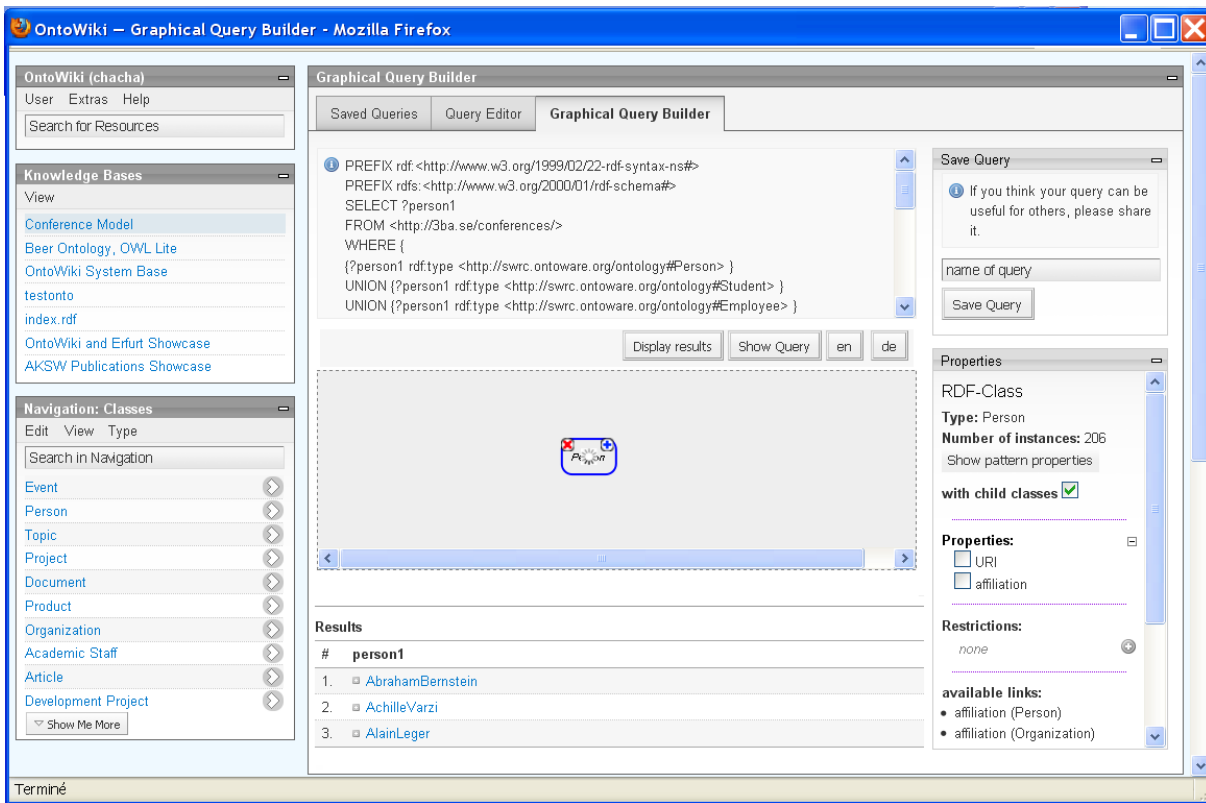 OntoWiki — Graphical Query Builder - Mozilla Firefox
OntoWiki (chacha)
User Extras Help
Search for Resources
Knowledge Bases
View
Conference Model
Beer Ontology, OWL Lite
OntoWiki System Base
testonto
index.rdf
OntoWiki and Erfurt Showcase
AKSW Publications Showcase
Navigation: Classes
Edit View Type
Search in Navigation
Event
Person
Topic
Project
Document
Product
Organization
Academic Staff
Article
Development Project
Show Me More
Graphical Query Builder
Saved Queries Query Editor Graphical Query Builder
PREFIX rdf:<http://www.w3.org/1999/02/22-rdf-syntax-ns#>
PREFIX rdfs:<http://www.w3.org/2000/01/rdf-schema#>
SELECT ?person1
FROM <http://3ba.se/conferences/>
WHERE {
{?person1 rdf:type <http://swrc.ontoware.org/ontology#Person> }
UNION {?person1 rdf:type <http://swrc.ontoware.org/ontology#Student> }
UNION {?person1 rdf:type <http://swrc.ontoware.org/ontology#Employee> }
Display results Show Query en de
Results
# person1
1. AbrahamBernstein
2. AchilleVarzi
3. AlainLeger
Save Query
If you think your query can be
useful for others, please share
it.
name of query
Save Query
Properties
RDF-Class
Type: Person
Number of instances: 206
Show pattern properties
with child classes
Properties:
URI
affiliation
Restrictions:
none
available links:
• affiliation (Person)
• affiliation (Organization)
Terminé